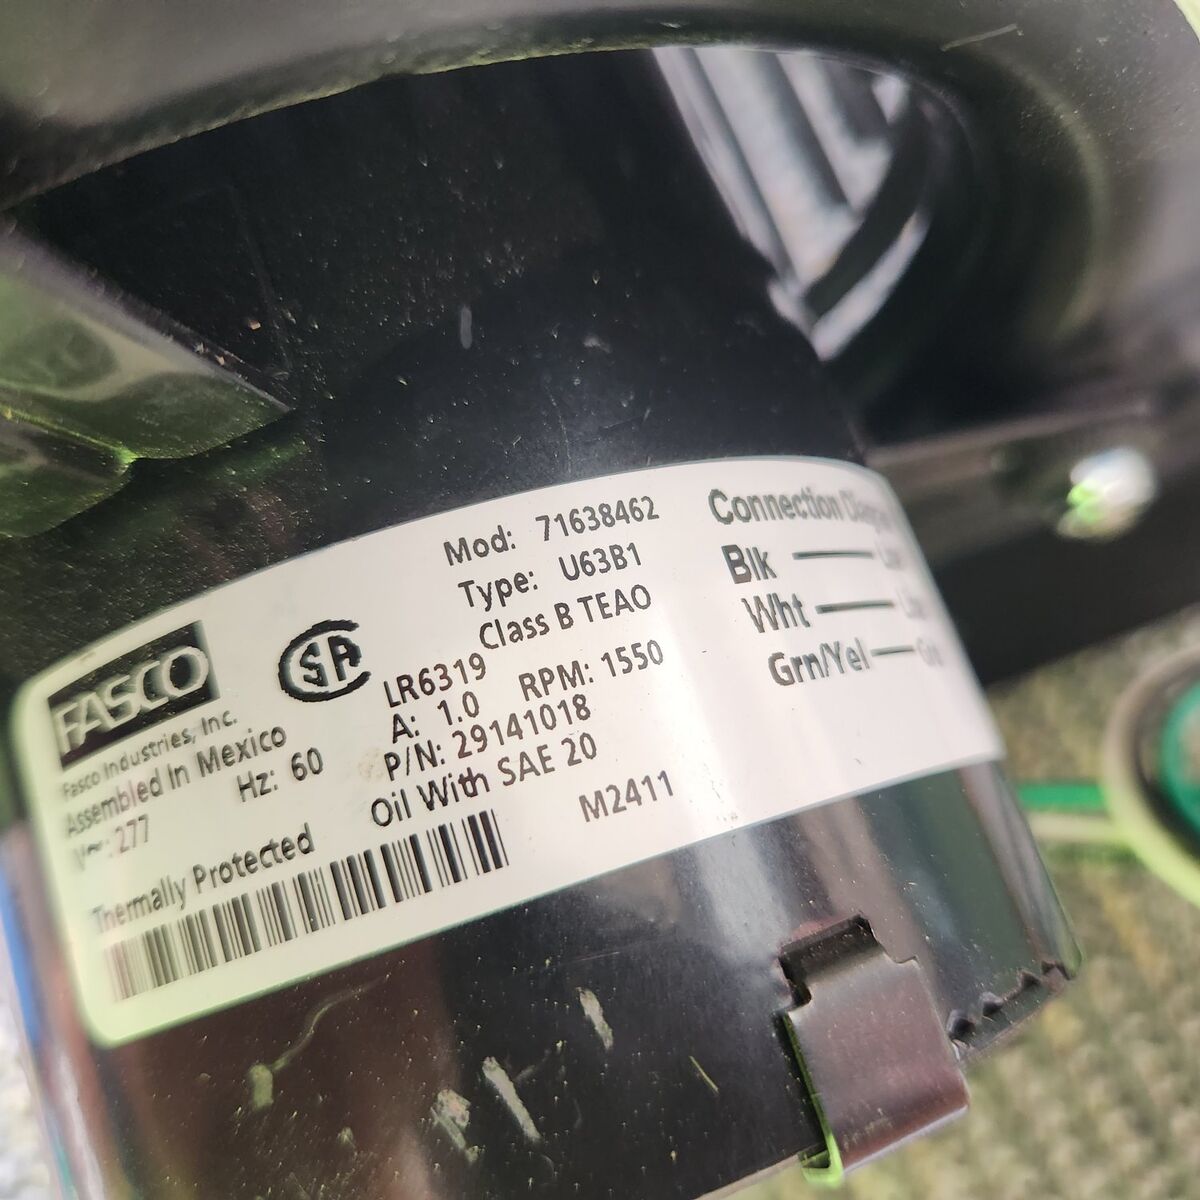 Mod: 71638462
Type: U63B1
Class B TEAO
FASCO
SA
LR6319
RPM: 1550
Fasco Industries, Inc.
A: 1.0
Assembled In Mexico
P/N: 29141018
Hz: 60
277
Oil With SAE 20
Thermally Protected
M2411
Connection
Blk
Wht
Grn/Yel